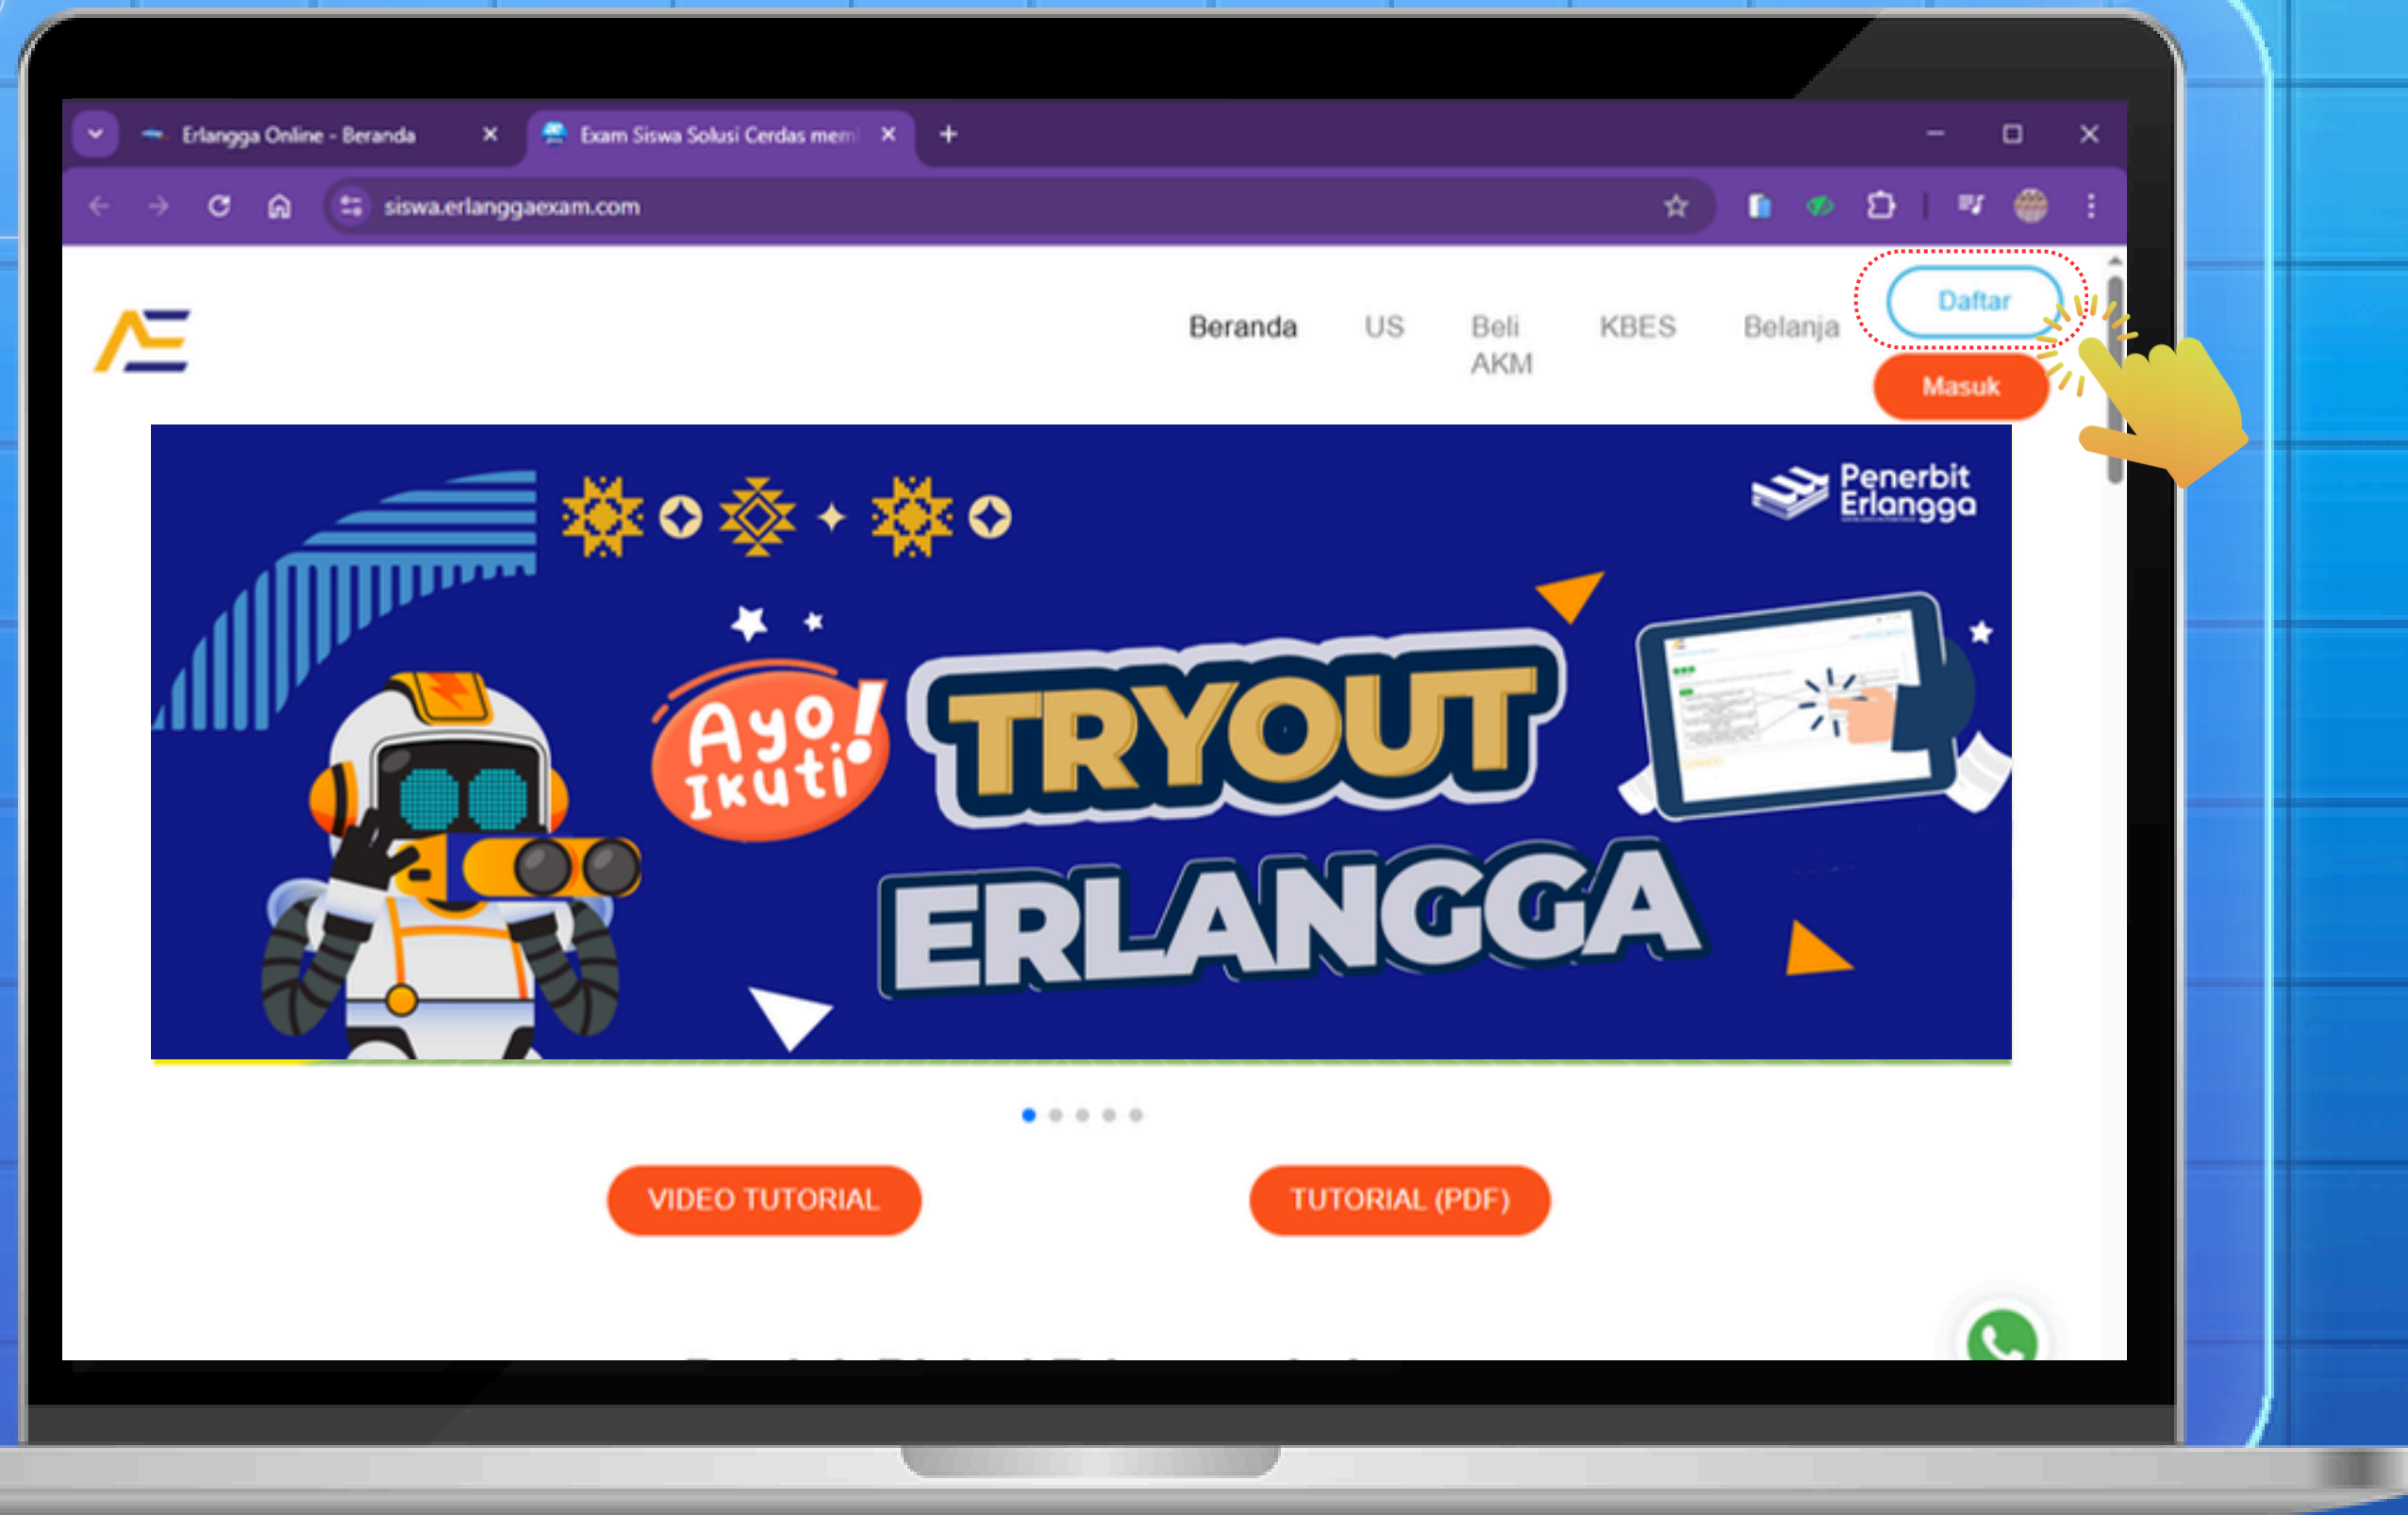 Erlangga Online - Beranda
Exam Siswa Solusi Cerdas mem
siswa.erlanggaexam.com
Daftar
Beranda US Beli AKM KBES Belanja
Masuk
Penerbit
Erlangga
Ayo!
Ikuti
TRYOUT
ERLANGGA
VIDEO TUTORIAL
TUTORIAL (PDF)